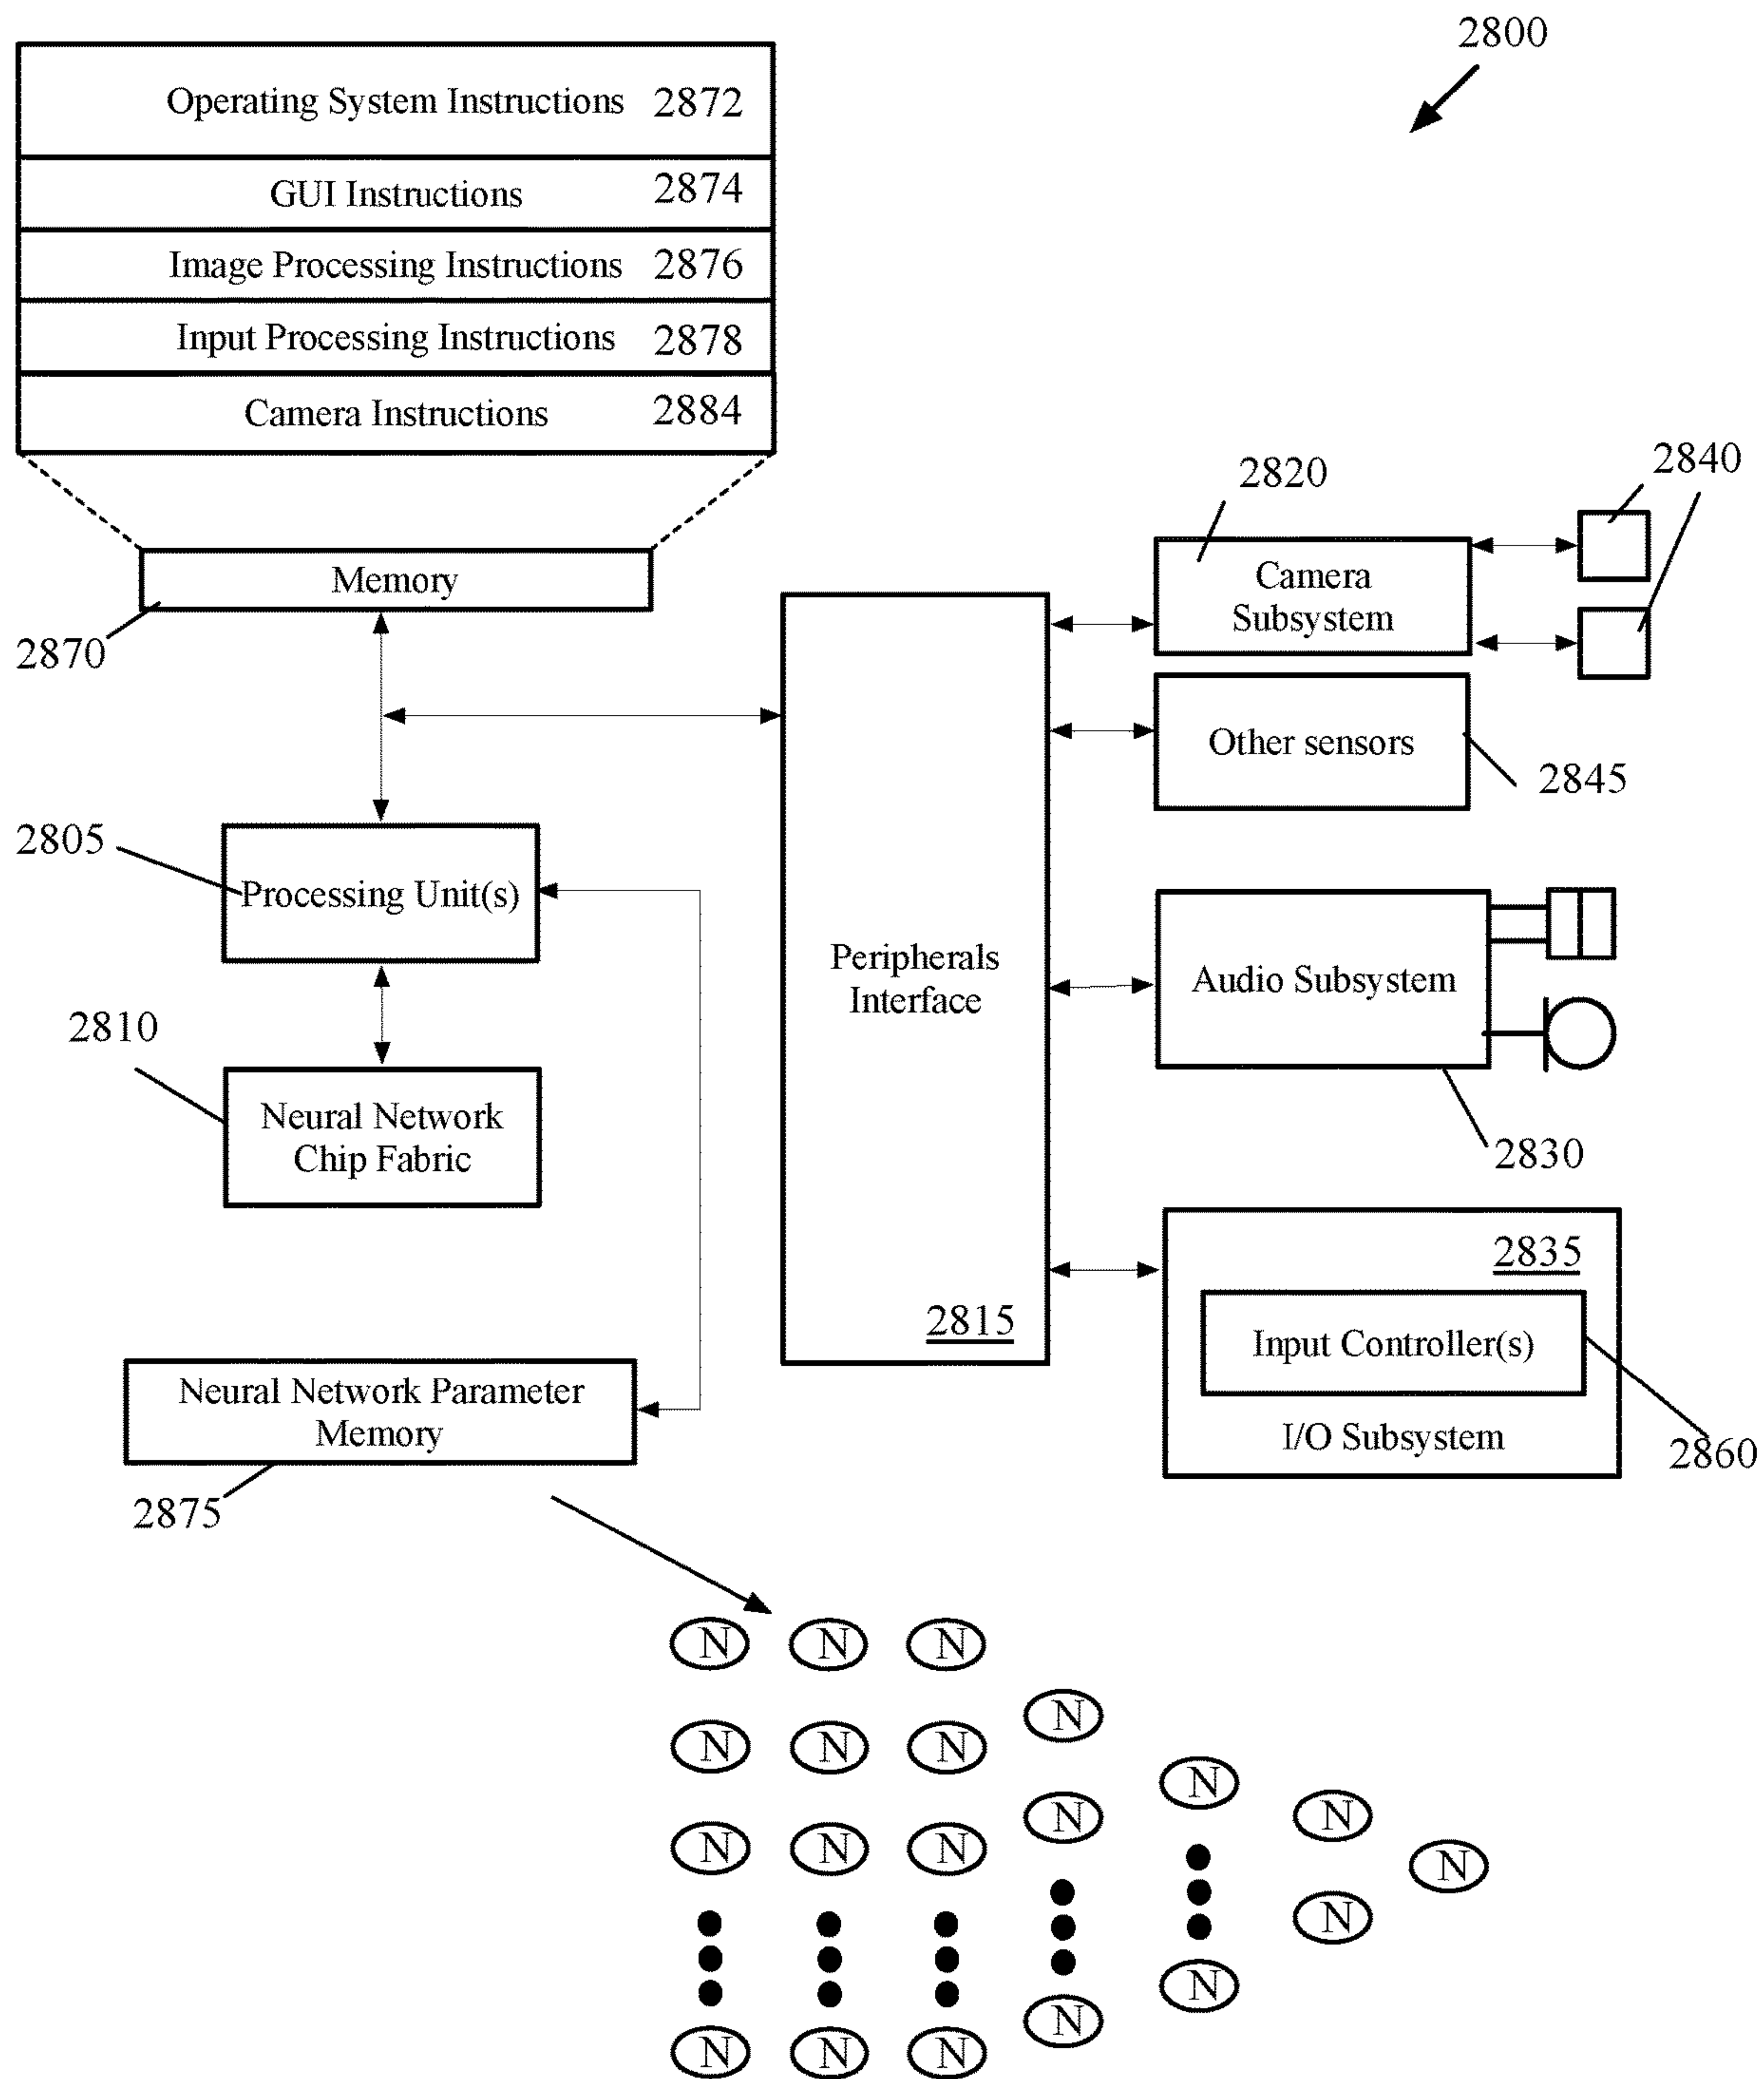 2800
Operating System Instructions 2872
GUI Instructions 2874
Image Processing Instructions 2876
Input Processing Instructions 2878
Camera Instructions 2884
Memory
2870
2820
2840
Camera
Subsystem
Other sensors
2845
2805
Processing Unit(s)
2810
Neural Network
Chip Fabric
Peripherals
Interface
2815
Audio Subsystem
2830
2835
Input Controller(s)
I/O Subsystem
2860
Neural Network Parameter
Memory
2875
N N N
N
N N N
N
N
N
N N N
N
N
N
N
N N N